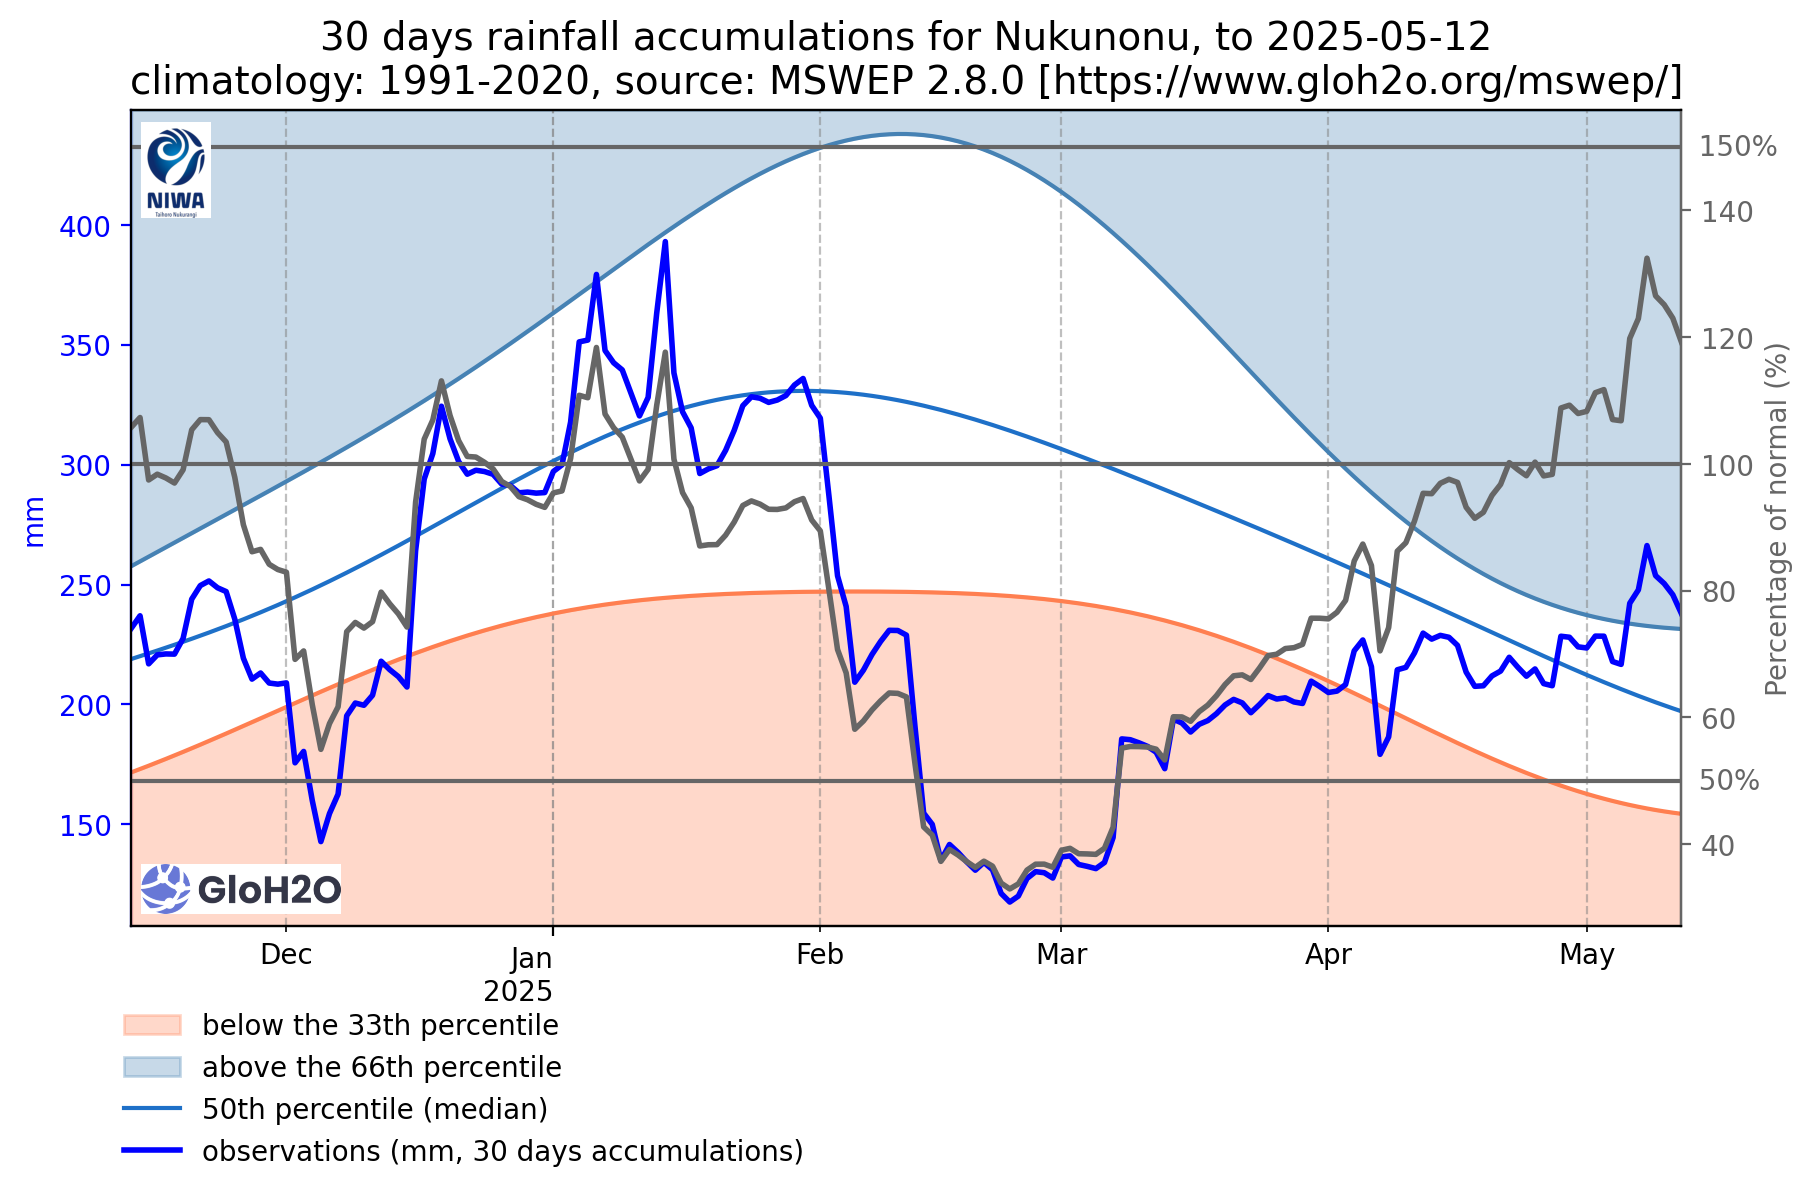 30 days rainfall accumulations for Nukunonu, to 2025-05-12
climatology: 1991-2020, source: MSWEP 2.8.0 [https://www.gloh2o.org/mswep/]
NIWA
Taihoro Nukurangi
400
350
300
250
200
150
mm
150%
140
120
100
80
60
50%
40
Percentage of normal (%)
GloH2O
Dec
Jan
2025
Feb
Mar
Apr
May
below the 33th percentile
above the 66th percentile
50th percentile (median)
observations (mm, 30 days accumulations)